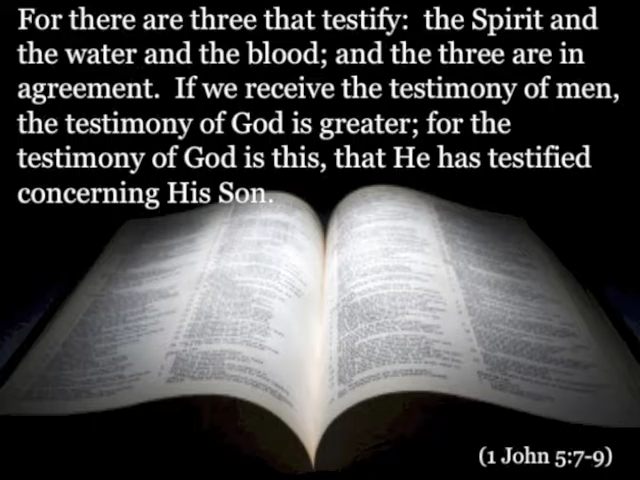 For there are three that testify:  the Spirit and
the water and the blood; and the three are in
agreement.  If we receive the testimony of men,
the testimony of God is greater; for the
testimony of God is this, that He has testified
concerning His Son.
(1 John 5:7-9)